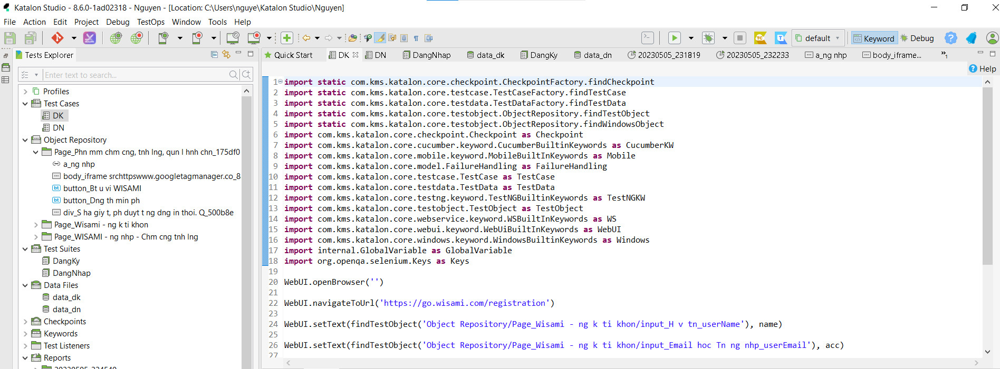 Katalon Studio - 8.6.0-1ad02318 - Nguyen - [Location: C:\Users\nguye\Katalon Studio\Nguyen]
File Action Edit Project Debug TestOps Window Tools Help
TC T default Keyword Debug
Tests Explorer
Quick Start DK DN DangNhap data_dk DangKy data_dn 20230505_231819 20230505_232233 a_ng nhp body_iframe... »1
Help
Enter text to search...
Profiles
Test Cases
DK
DN
Object Repository
Page_Phn mm chm cng, tnh lng, qun l hnh chn_175df0
a_ng nhp
body_iframe srchttpswww.googletagmanager.co_8
bt button_Bt u vi WISAMI
bt button_Dng th min ph
div_S ha giy t, ph duyt t ng dng in thoi. Q_500b8e
Page_Wisami - ng k ti khon
Page_WISAMI - ng nhp - Chm cng tnh lng
Test Suites
DangKy
DangNhap
Data Files
data_dk
data_dn
Checkpoints
Keywords
Test Listeners
Reports
1 import static com.kms.katalon.core.checkpoint.CheckpointFactory.findCheckpoint
2 import static com.kms.katalon.core.testcase.TestCaseFactory.findTestCase
3 import static com.kms.katalon.core.testdata.TestDataFactory.findTestData
4 import static com.kms.katalon.core.testobject.ObjectRepository.findTestObject
5 import static com.kms.katalon.core.testobject.ObjectRepository.findWindowsObject
6 import com.kms.katalon.core.checkpoint.Checkpoint as Checkpoint
7 import com.kms.katalon.core.cucumber.keyword.CucumberBuiltinKeywords as CucumberKW
8 import com.kms.katalon.core.mobile.keyword.MobileBuiltInKeywords as Mobile
9 import com.kms.katalon.core.model.FailureHandling as FailureHandling
10 import com.kms.katalon.core.testcase.TestCase as TestCase
11 import com.kms.katalon.core.testdata.TestData as TestData
12 import com.kms.katalon.core.testng.keyword.TestNGBuiltinKeywords as TestNGKW
13 import com.kms.katalon.core.testobject.TestObject as TestObject
14 import com.kms.katalon.core.webservice.keyword.WSBuiltInKeywords as WS
15 import com.kms.katalon.core.webui.keyword.WebUiBuiltInKeywords as WebUI
16 import com.kms.katalon.core.windows.keyword.WindowsBuiltinKeywords as Windows
17 import internal.GlobalVariable as GlobalVariable
18 import org.openqa.selenium.Keys as Keys
19
20 WebUI.openBrowser('')
21
22 WebUI.navigateToUrl('https://go.wisami.com/registration')
23
24 WebUI.setText(findTestObject('Object Repository/Page_Wisami - ng k ti khon/input_H v tn_userName'), name)
25
26 WebUI.setText(findTestObject('Object Repository/Page_Wisami - ng k ti khon/input_Email hoc Tn ng nhp_userEmail'), acc)
27